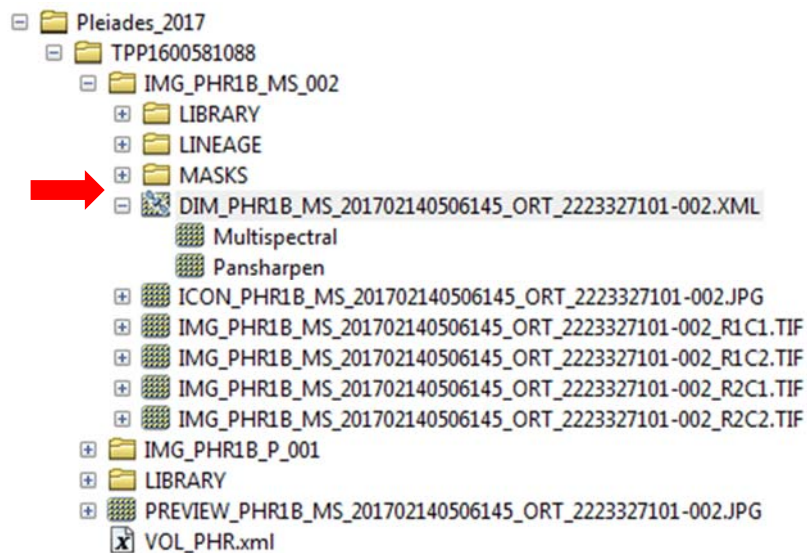 Pleiades_2017
TPP1600581088
IMG_PHR1B_MS_002
LIBRARY
LINEAGE
MASKS
DIM_PHR1B_MS_201702140506145_ORT_2223327101-002.XML
Multispectral
Pansharpen
ICON_PHR1B_MS_201702140506145_ORT_2223327101-002.JPG
IMG_PHR1B_MS_201702140506145_ORT_2223327101-002_R1C1.TIF
IMG_PHR1B_MS_201702140506145_ORT_2223327101-002_R1C2.TIF
IMG_PHR1B_MS_201702140506145_ORT_2223327101-002_R2C1.TIF
IMG_PHR1B_MS_201702140506145_ORT_2223327101-002_R2C2.TIF
IMG_PHR1B_P_001
LIBRARY
PREVIEW_PHR1B_MS_201702140506145_ORT_2223327101-002.JPG
VOL_PHR.xml